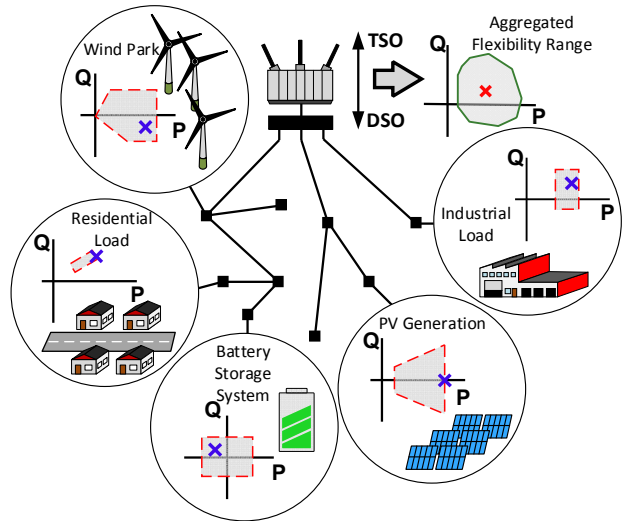 Wind Park
Q
P
TSO
DSO
Aggregated
Flexibility Range
Q
P
Residential
Load
Q
P
Industrial
Load
Q
P
Battery
Storage
System
Q
P
PV Generation
Q
P